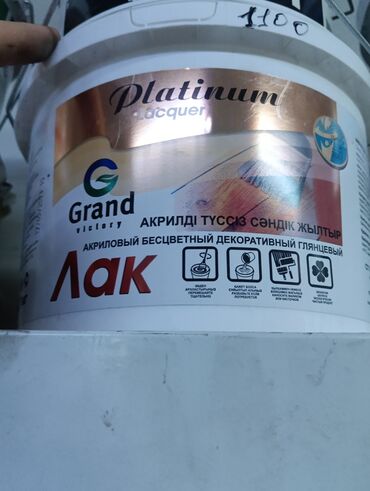 1100
Platinum
Lacquer
Grand
victory
АКРИЛДІ ТҮССІЗ СӘНДІК ЖЫЛТЫР
АКРИЛОВЫЙ БЕСЦВЕТНЫЙ ДЕКОРАТИВНЫЙ ГЛЯНЦЕВЫЙ
Лак